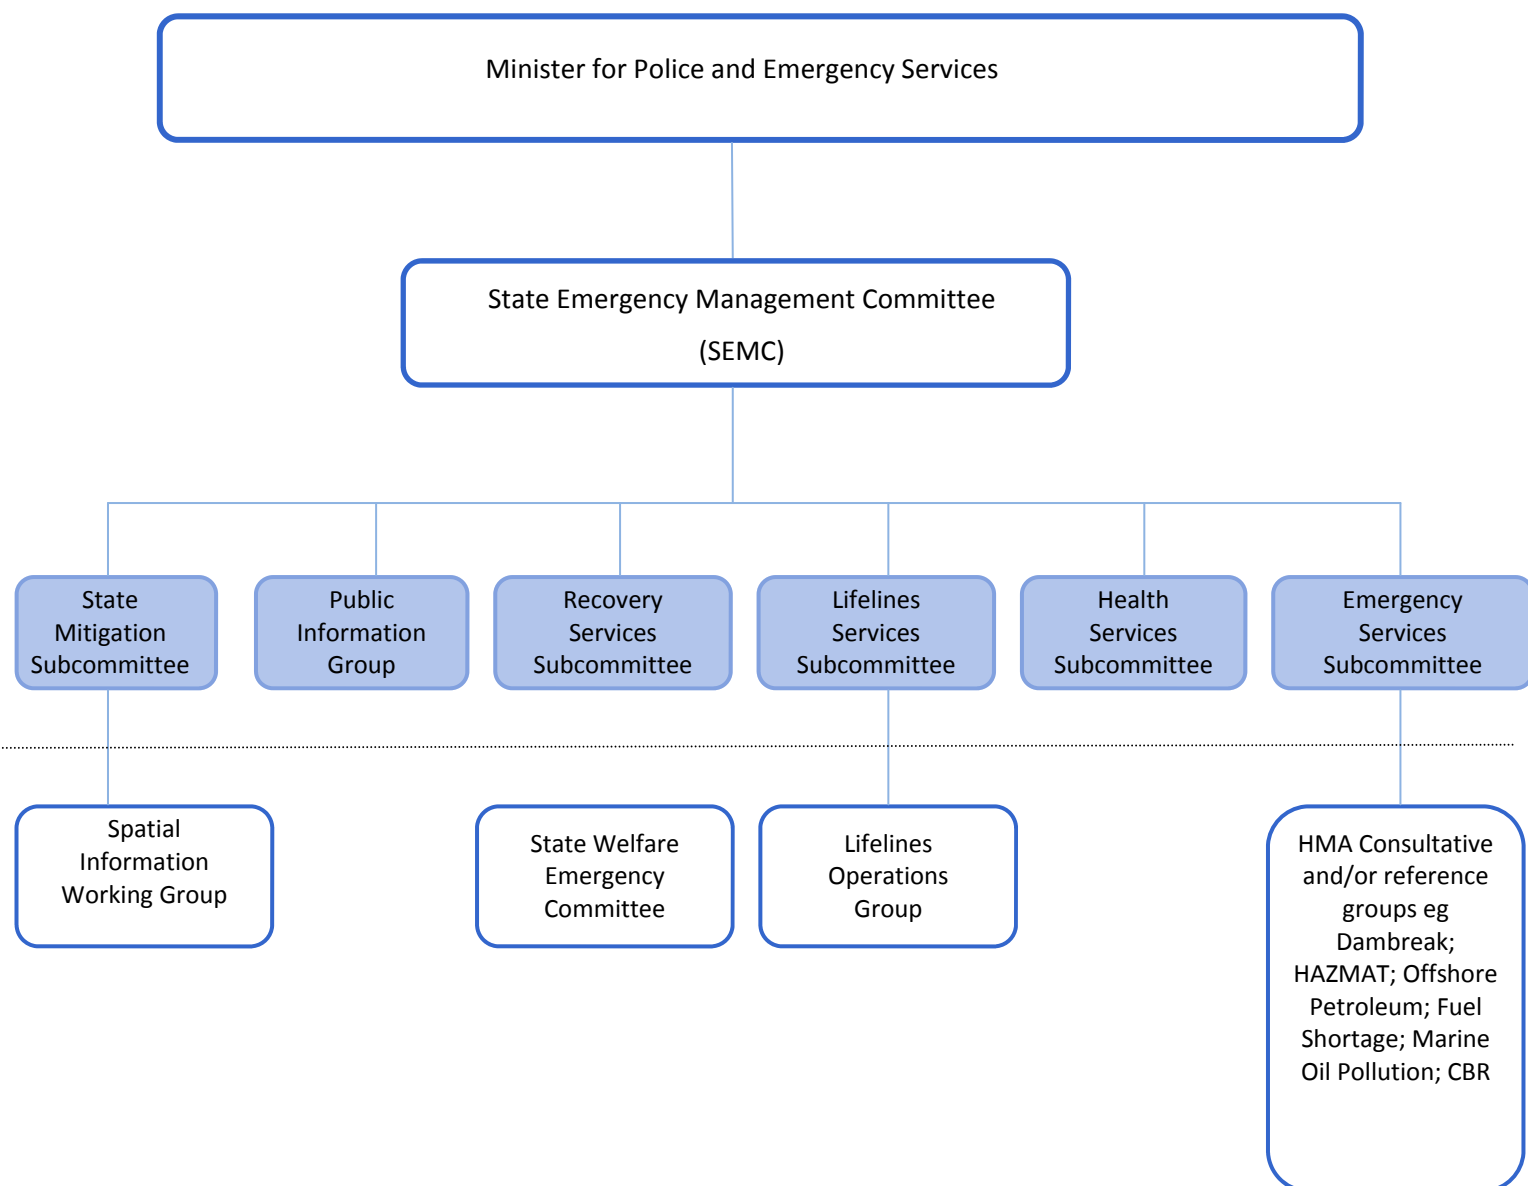 Minister for Police and Emergency Services
State Emergency Management Committee
(SEMC)
State
Mitigation
Subcommittee
Public
Information
Group
Recovery
Services
Subcommittee
Lifelines
Services
Subcommittee
Health
Services
Subcommittee
Emergency
Services
Subcommittee
Spatial
Information
Working Group
State Welfare
Emergency
Committee
Lifelines
Operations
Group
HMA Consultative
and/or reference
groups eg
Dambreak;
HAZMAT; Offshore
Petroleum; Fuel
Shortage; Marine
Oil Pollution; CBR